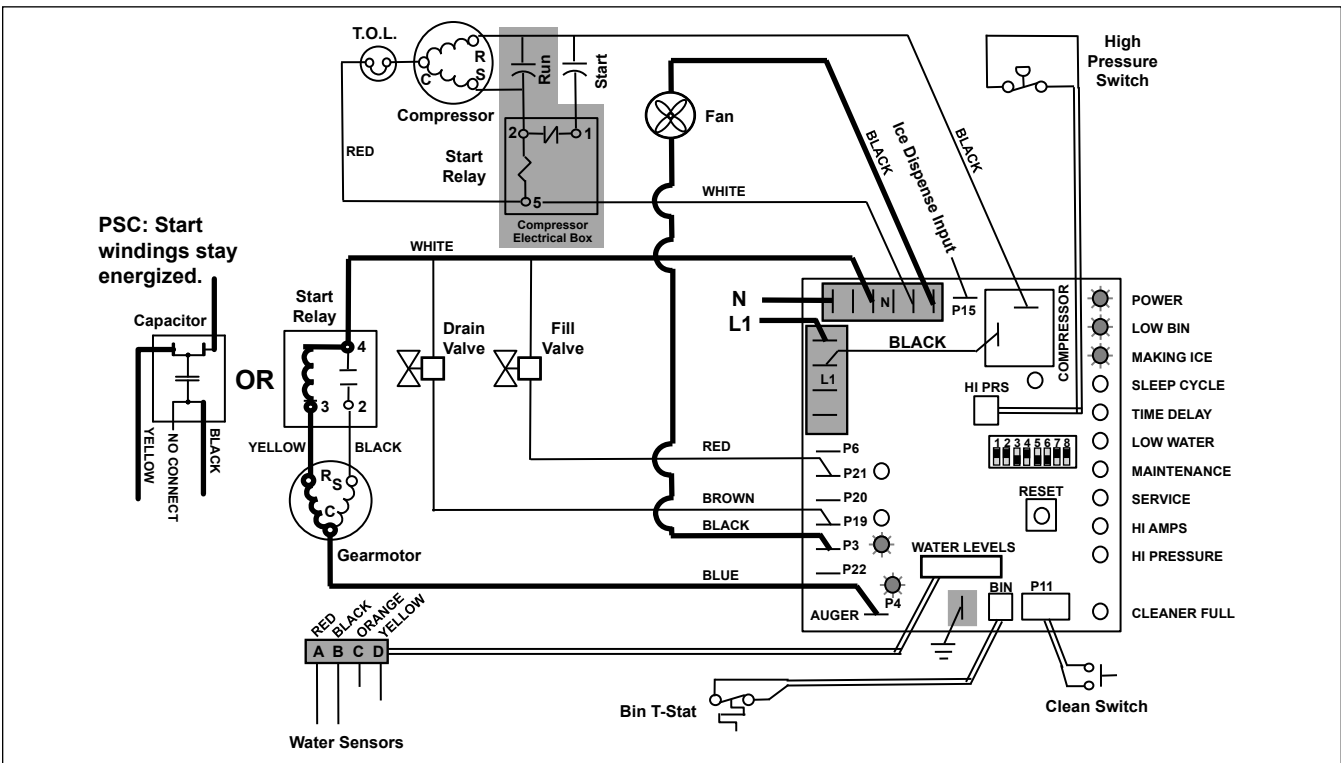 T.O.L.
R
S
C
Compressor
Run
Start
2
1
Start
Relay
5
Compressor
Electrical Box
RED
Fan
BLACK
BLACK
Ice Dispense Input
WHITE
High
Pressure
Switch
PSC: Start
windings stay
energized.
WHITE
Capacitor
YELLOW
NO CONNECT
BLACK
OR
Start
Relay
4
3
2
YELLOW
BLACK
R
S
C
Gearmotor
Drain
Valve
Fill
Valve
N
L1
N
P15
BLACK
L1
COMPRESSOR
HI PRS
POWER
LOW BIN
MAKING ICE
SLEEP CYCLE
TIME DELAY
LOW WATER
MAINTENANCE
SERVICE
HI AMPS
HI PRESSURE
CLEANER FULL
1 2 3 4 5 6 7 8
RESET
P6
RED
P21
P20
BROWN
P19
BLACK
P3
P22
BLUE
P4
AUGER
WATER LEVELS
BIN
P11
RED
BLACK
ORANGE
YELLOW
A B C D
Water Sensors
Bin T-Stat
Clean Switch